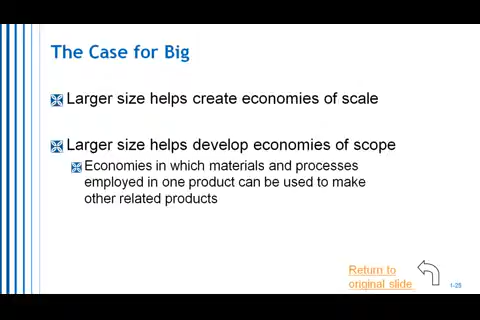 The Case for Big
Larger size helps create economies of scale
Larger size helps develop economies of scope
Economies in which materials and processes
employed in one product can be used to make
other related products
Return to
original slide
1-25